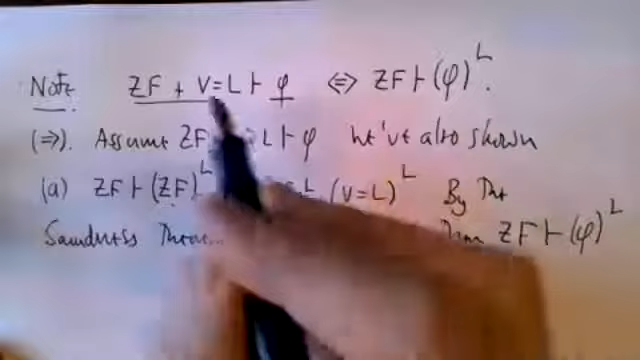 Note ZF + V=L ⊢ φ ⟺ ZF ⊢ (φ)^L.
(⇒). Assume ZF L ⊢ φ We've also shown
(a) ZF ⊢ (ZF)^L (V=L)^L By the
Soundness ZF ⊢ (φ)^L